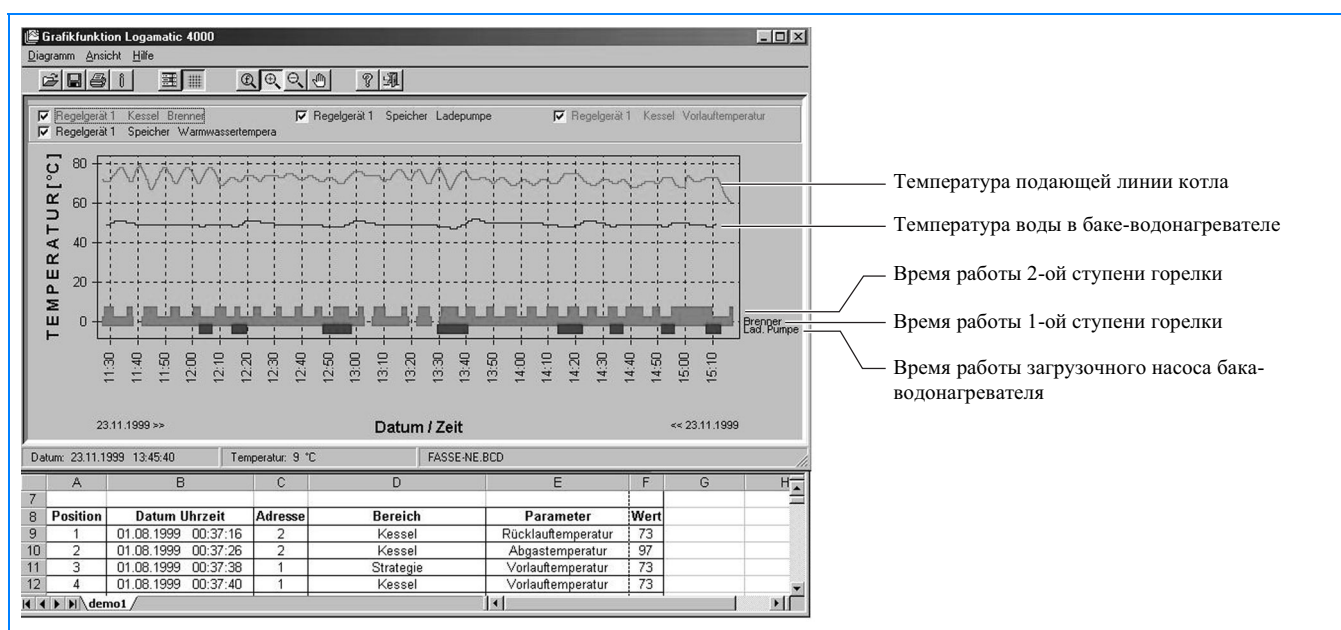 Grafikfunktion Logamatic 4000
Diagramm Ansicht Hilfe
Regelgerät 1 Kessel Brenner
Regelgerät 1 Speicher Ladepumpe
Regelgerät 1 Kessel Vorlauftemperatur
Regelgerät 1 Speicher Warmwassertempera
TEMPERATUR [°C]
80
60
40
20
0
Температура подающей линии котла
Температура воды в баке-водонагревателе
Время работы 2-ой ступени горелки
Brenner
Время работы 1-ой ступени горелки
Lad. Pumpe
Время работы загрузочного насоса бака-
водонагревателя
11:30 11:40 11:50 12:00 12:10 12:20 12:30 12:40 12:50 13:00 13:10 13:20 13:30 13:40 13:50 14:00 14:10 14:20 14:30 14:40 14:50 15:00 15:10
23.11.1999 >> Datum / Zeit << 23.11.1999
Datum: 23.11.1999 13:45:40 Temperatur: 9 °C FASSE-NE.BCD
A B C D E F G H
7
8 Position Datum Uhrzeit Adresse Bereich Parameter Wert
9 1 01.08.1999 00:37:16 2 Kessel Rücklauftemperatur 73
10 2 01.08.1999 00:37:26 2 Kessel Abgastemperatur 97
11 3 01.08.1999 00:37:38 1 Strategie Vorlauftemperatur 73
12 4 01.08.1999 00:37:40 1 Kessel Vorlauftemperatur 73
demo1